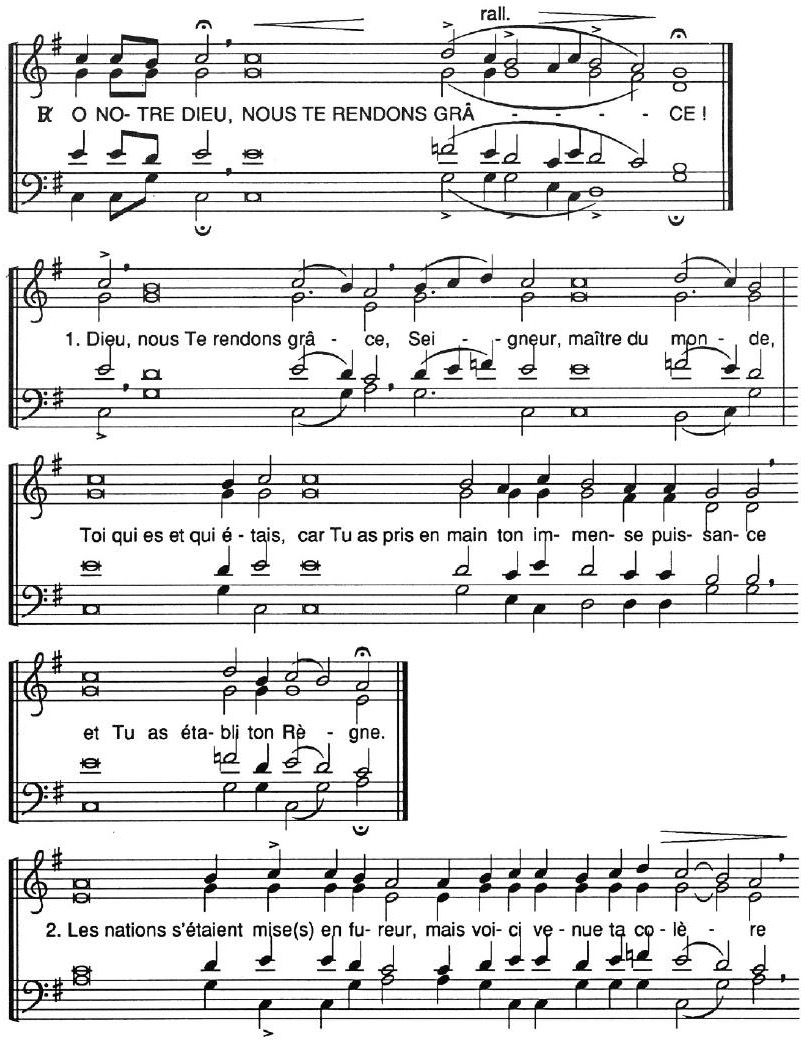 rall.
℟ O NO- TRE DIEU, NOUS TE RENDONS GRÂ - - - - CE !
1. Dieu, nous Te rendons grâ - ce, Sei - - gneur, maître du mon - de,
Toi qui es et qui é - tais, car Tu as pris en main ton im- men- se puis- san- ce
et Tu as éta- bli ton Rè - gne.
2. Les nations s'étaient mise(s) en fu- reur, mais voi- ci ve - nue ta co - lè - re